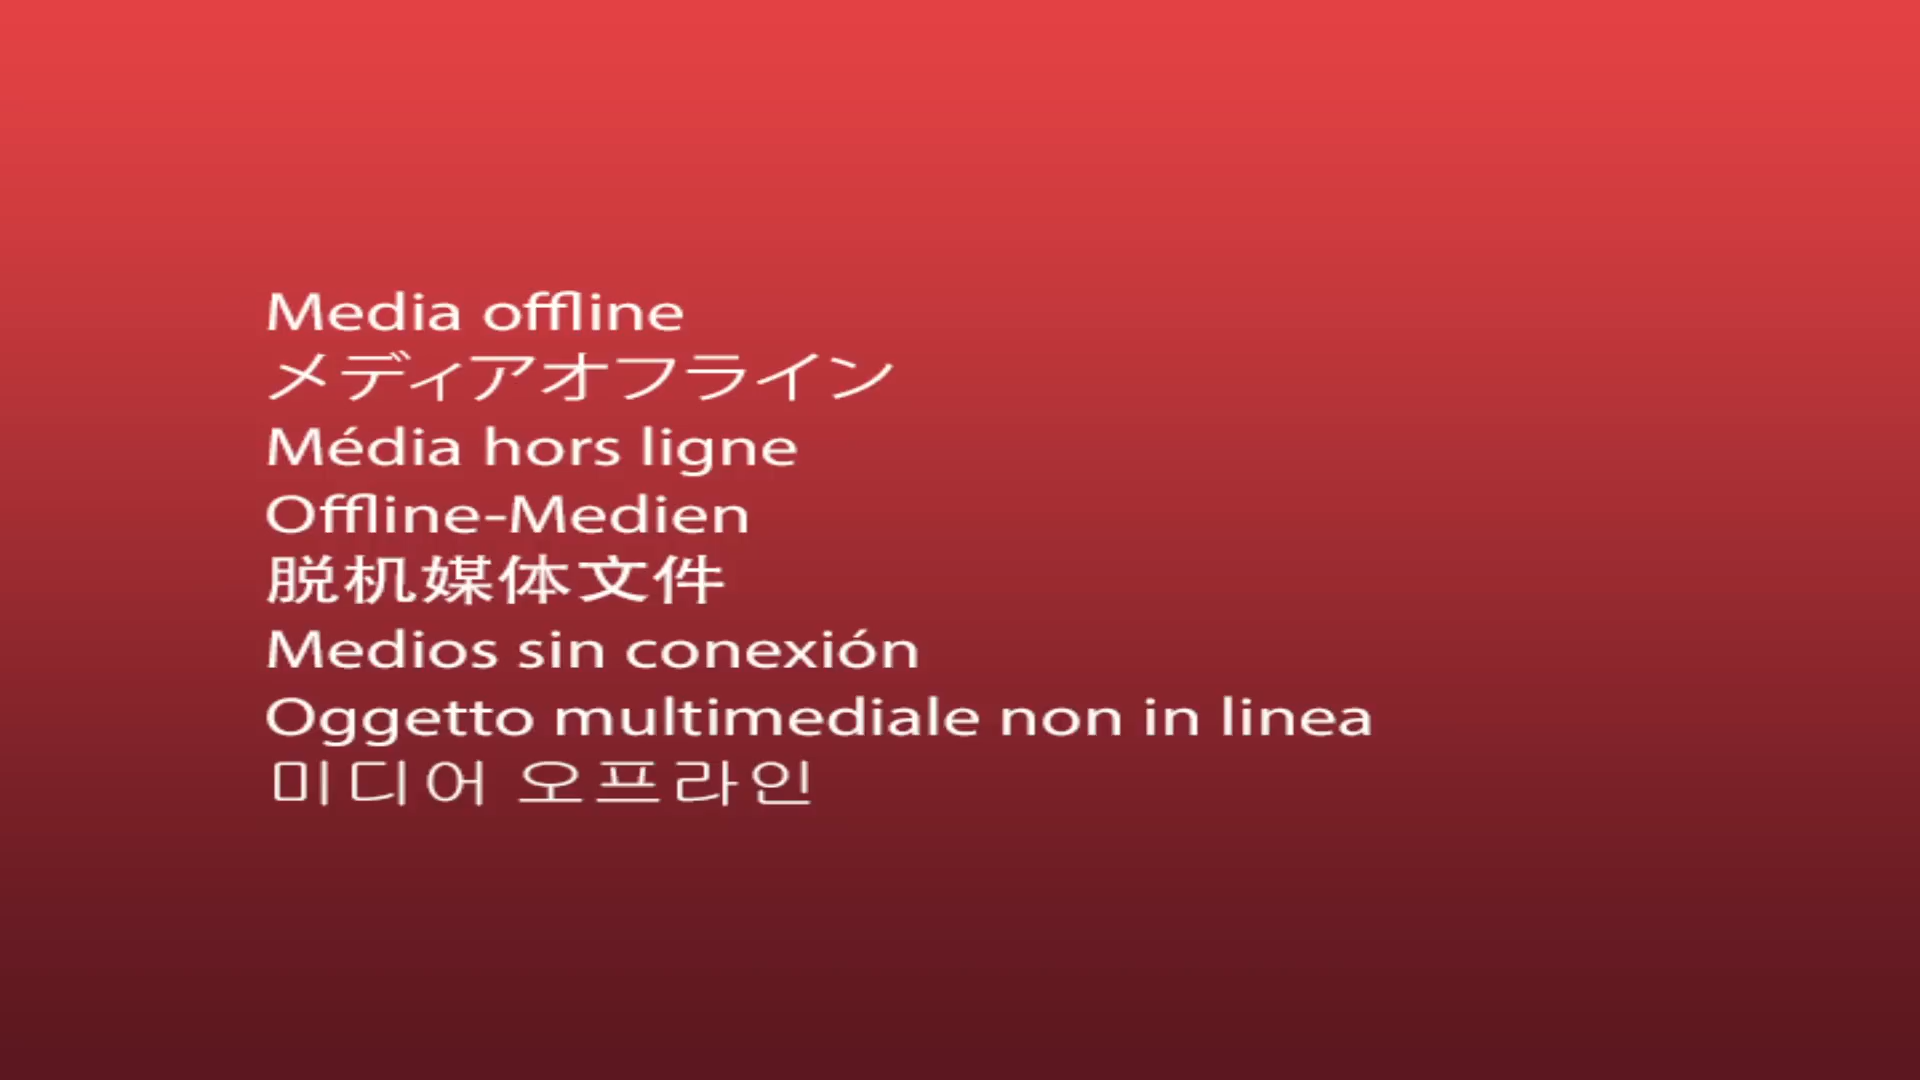 Media offline
メディアオフライン
Média hors ligne
Offline-Medien
脱机媒体文件
Medios sin conexión
Oggetto multimediale non in linea
미디어 오프라인